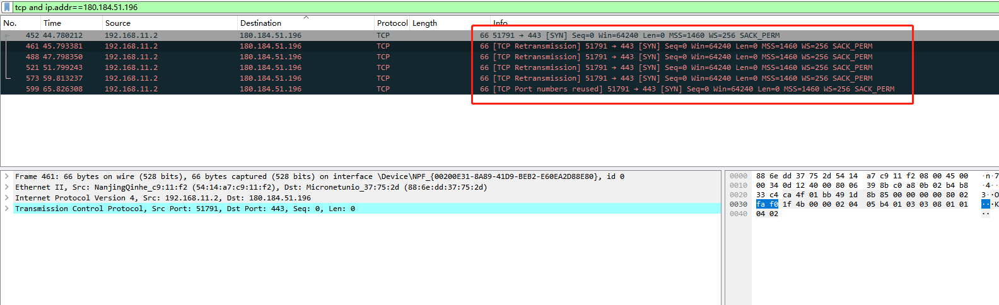 tcp and ip.addr==180.184.51.196
No. Time Source Destination Protocol Length Info
452 44.780212 192.168.11.2 180.184.51.196 TCP 66 51791 → 443 [SYN] Seq=0 Win=64240 Len=0 MSS=1460 WS=256 SACK_PERM
461 45.793381 192.168.11.2 180.184.51.196 TCP 66 [TCP Retransmission] 51791 → 443 [SYN] Seq=0 Win=64240 Len=0 MSS=1460 WS=256 SACK_PERM
488 47.798350 192.168.11.2 180.184.51.196 TCP 66 [TCP Retransmission] 51791 → 443 [SYN] Seq=0 Win=64240 Len=0 MSS=1460 WS=256 SACK_PERM
521 51.799243 192.168.11.2 180.184.51.196 TCP 66 [TCP Retransmission] 51791 → 443 [SYN] Seq=0 Win=64240 Len=0 MSS=1460 WS=256 SACK_PERM
573 59.813237 192.168.11.2 180.184.51.196 TCP 66 [TCP Retransmission] 51791 → 443 [SYN] Seq=0 Win=64240 Len=0 MSS=1460 WS=256 SACK_PERM
599 65.826308 192.168.11.2 180.184.51.196 TCP 66 [TCP Port numbers reused] 51791 → 443 [SYN] Seq=0 Win=64240 Len=0 MSS=1460 WS=256 SACK_PERM
Frame 461: 66 bytes on wire (528 bits), 66 bytes captured (528 bits) on interface \Device\NPF_{00200E31-8A89-41D9-BEB2-E60EA2D88E80}, id 0
Ethernet II, Src: NanjingQinhe_c9:11:f2 (54:14:a7:c9:11:f2), Dst: Micronetunio_37:75:2d (88:6e:dd:37:75:2d)
Internet Protocol Version 4, Src: 192.168.11.2, Dst: 180.184.51.196
Transmission Control Protocol, Src Port: 51791, Dst Port: 443, Seq: 0, Len: 0
0000 88 6e dd 37 75 2d 54 14 a7 c9 11 f2 08 00 45 00 ·n·7
0010 00 34 0d 12 40 00 80 06 39 8b c0 a8 0b 02 b4 b8 ·4··
0020 33 c4 ca 4f 01 bb 49 1d 8b 85 00 00 00 00 80 02 3··O
0030 fa f0 1f 4b 00 00 02 04 05 b4 01 03 03 08 01 01 ···K
0040 04 02 ··